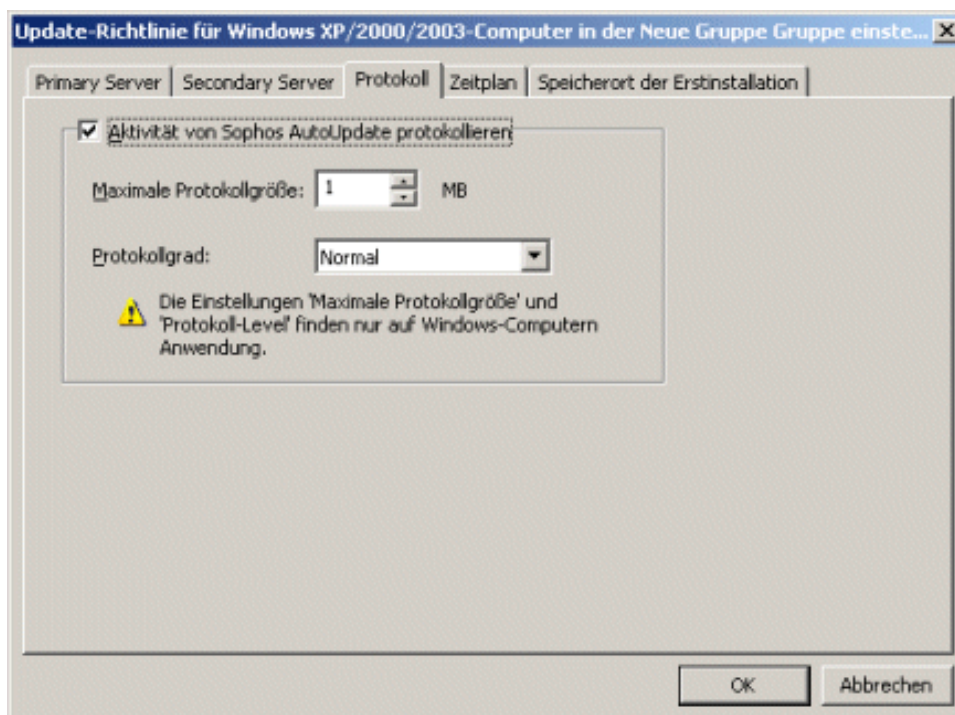 Update-Richtlinie für Windows XP/2000/2003-Computer in der Neue Gruppe Gruppe einste...
Primary Server Secondary Server Protokoll Zeitplan Speicherort der Erstinstallation
Aktivität von Sophos AutoUpdate protokollieren
Maximale Protokollgröße: 1 MB
Protokollgrad: Normal
Die Einstellungen 'Maximale Protokollgröße' und
'Protokoll-Level' finden nur auf Windows-Computern
Anwendung.
OK Abbrechen